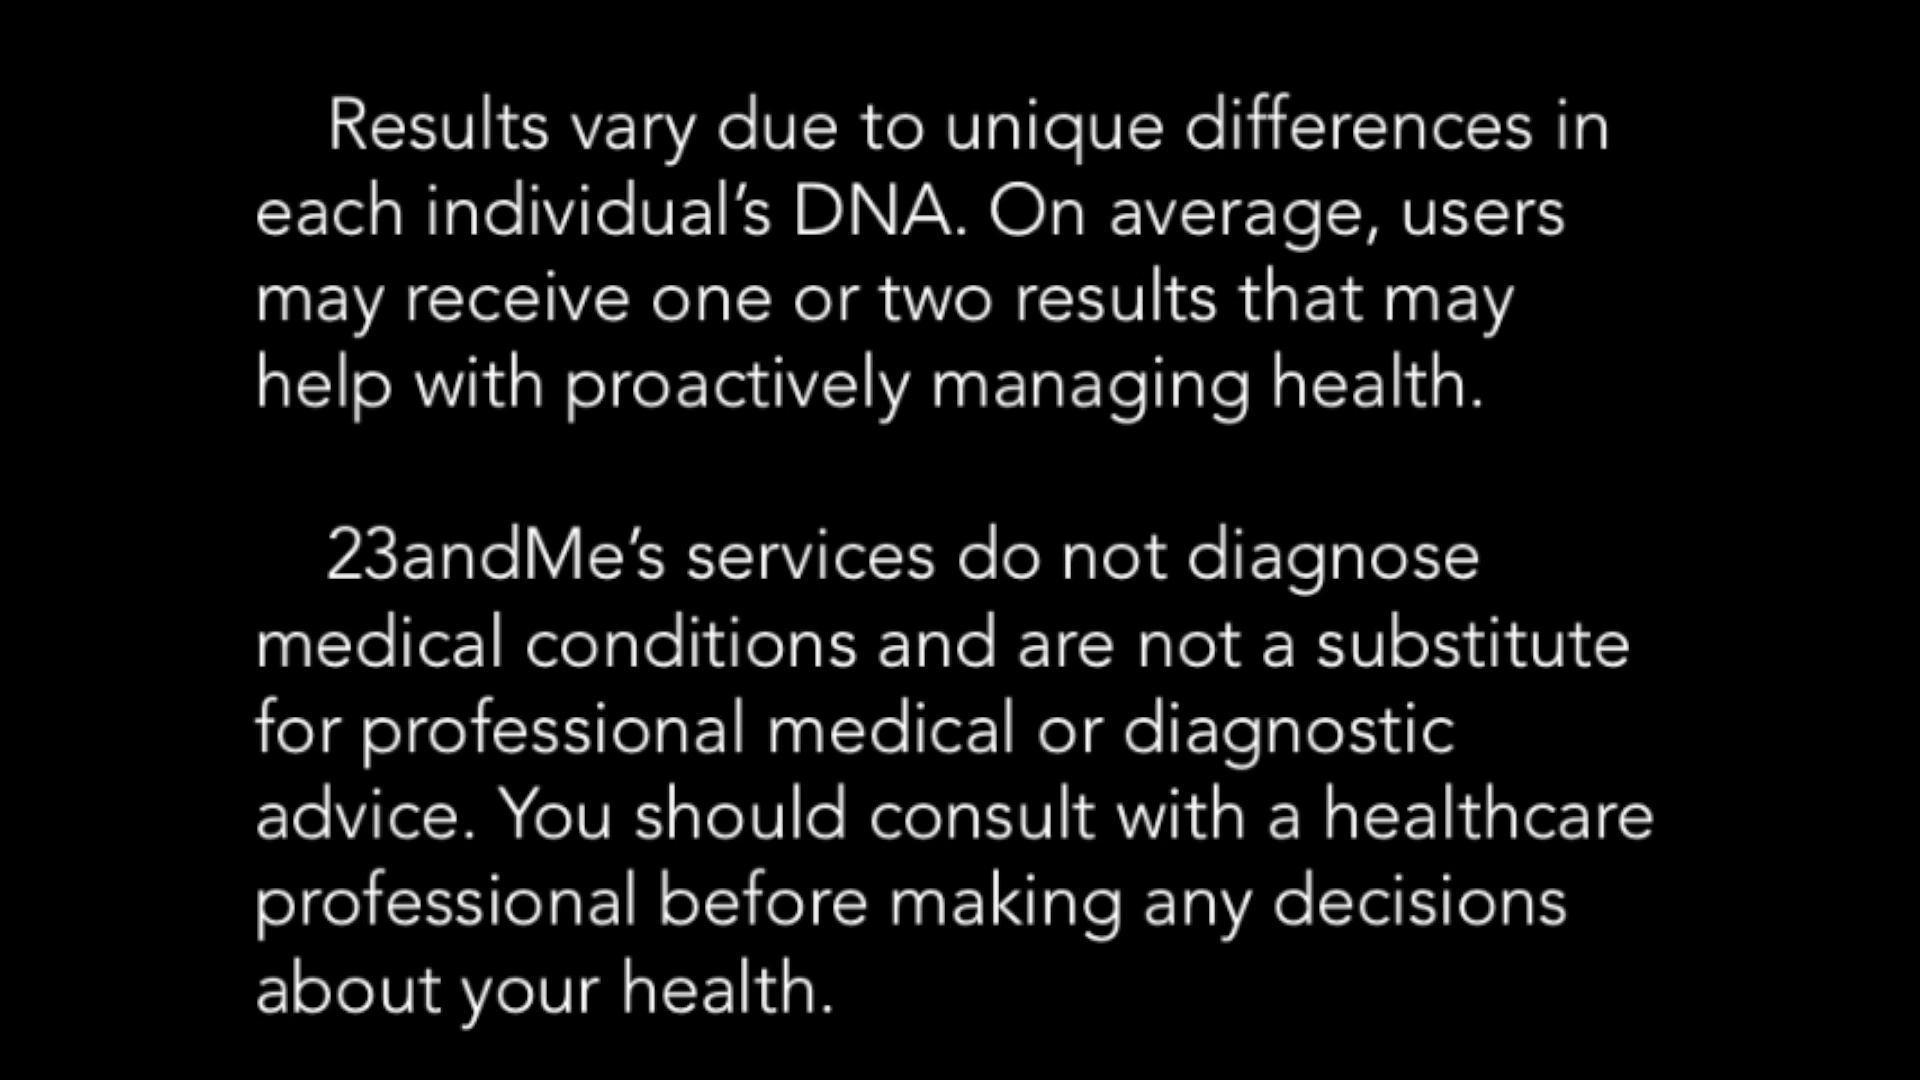 Results vary due to unique differences in
each individual’s DNA. On average, users
may receive one or two results that may
help with proactively managing health.
23andMe’s services do not diagnose
medical conditions and are not a substitute
for professional medical or diagnostic
advice. You should consult with a healthcare
professional before making any decisions
about your health.